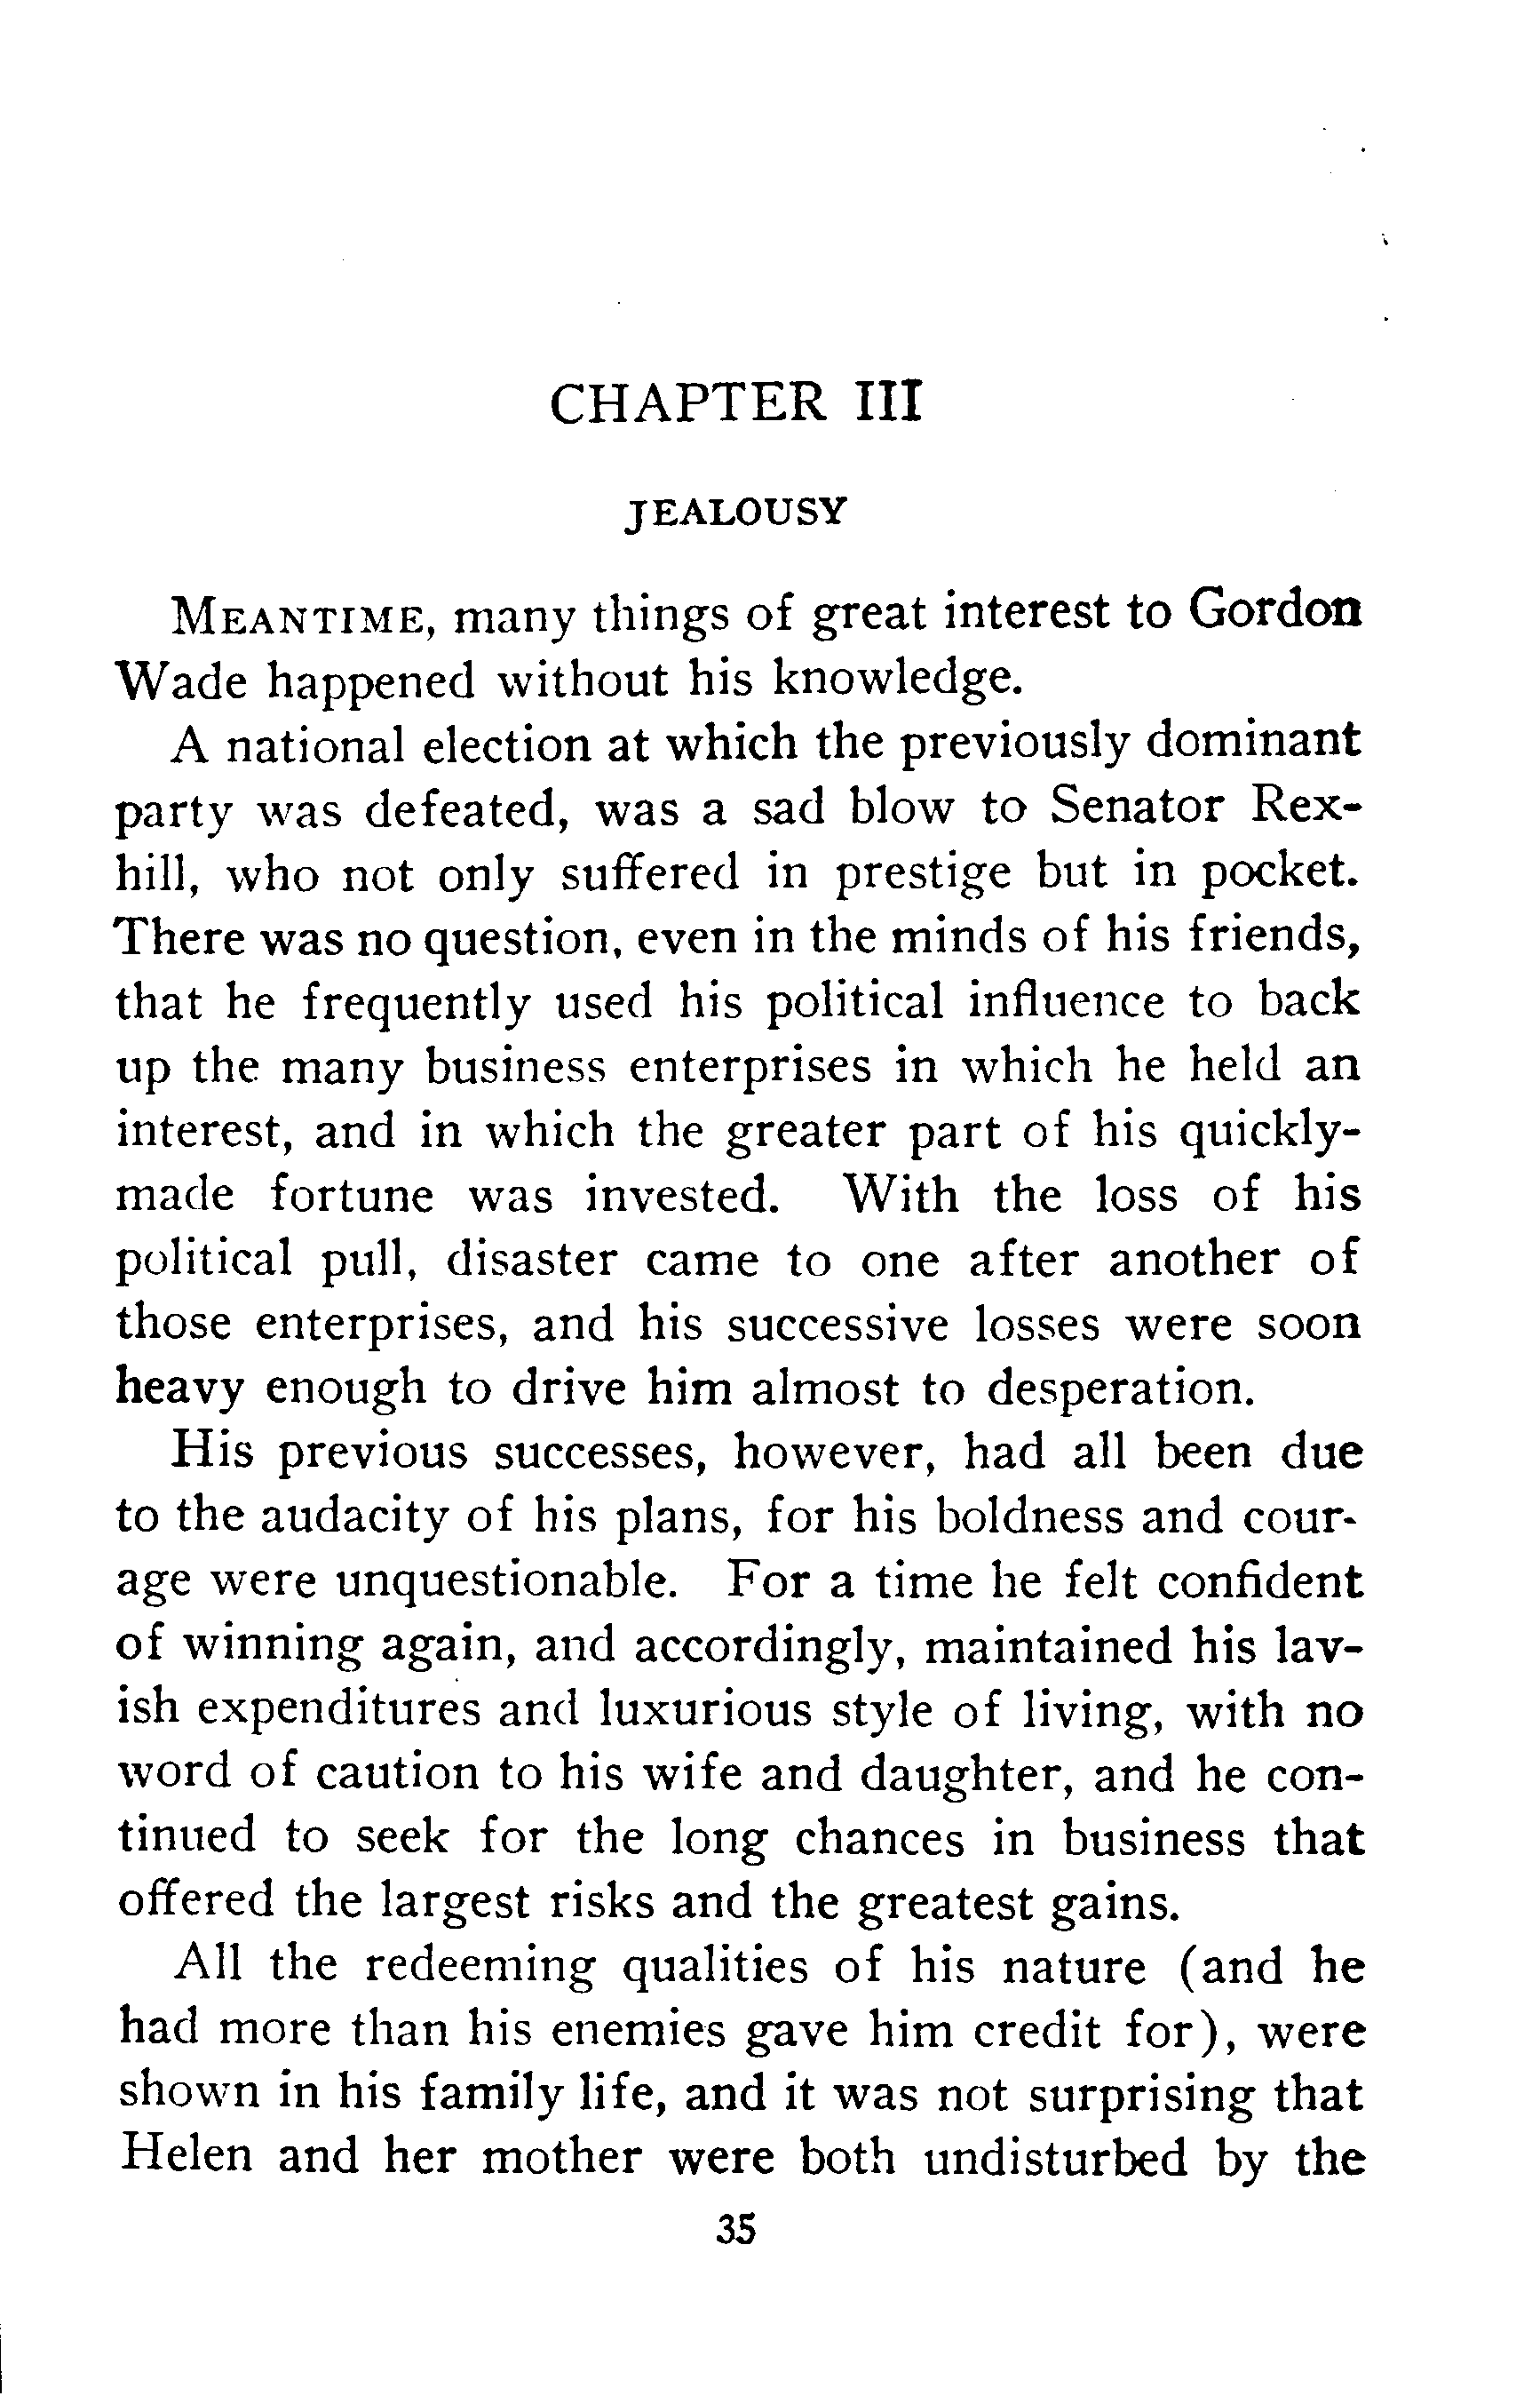 CHAPTER III
JEALOUSY
MEANTIME, many things of great interest to Gordon
Wade happened without his knowledge.
A national election at which the previously dominant
party was defeated, was a sad blow to Senator Rex-
hill, who not only suffered in prestige but in pocket.
There was no question, even in the minds of his friends,
that he frequently used his political influence to back
up the many business enterprises in which he held an
interest, and in which the greater part of his quickly-
made fortune was invested. With the loss of his
political pull, disaster came to one after another of
those enterprises, and his successive losses were soon
heavy enough to drive him almost to desperation.
His previous successes, however, had all been due
to the audacity of his plans, for his boldness and cour-
age were unquestionable. For a time he felt confident
of winning again, and accordingly, maintained his lav-
ish expenditures and luxurious style of living, with no
word of caution to his wife and daughter, and he con-
tinued to seek for the long chances in business that
offered the largest risks and the greatest gains.
All the redeeming qualities of his nature (and he
had more than his enemies gave him credit for), were
shown in his family life, and it was not surprising that
Helen and her mother were both undisturbed by the
35